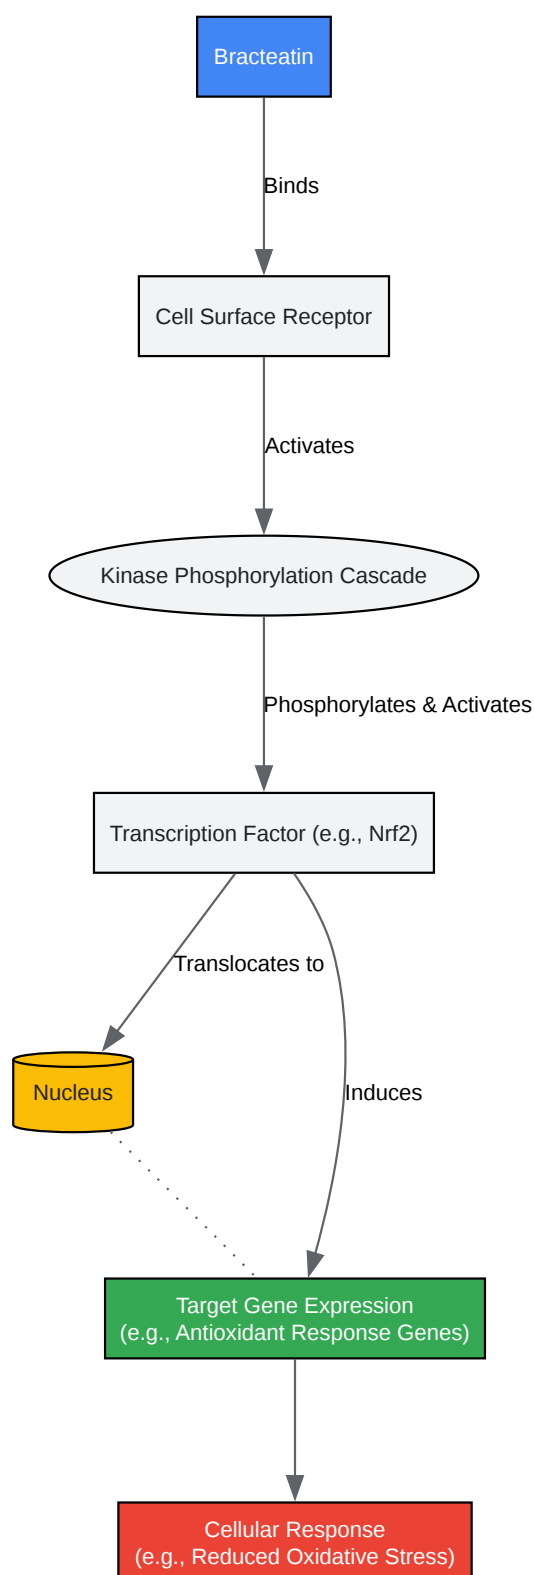 Bracteatin
Binds
Cell Surface Receptor
Activates
Kinase Phosphorylation Cascade
Phosphorylates & Activates
Transcription Factor (e.g., Nrf2)
Translocates to
Nucleus
Induces
Target Gene Expression
(e.g., Antioxidant Response Genes)
Cellular Response
(e.g., Reduced Oxidative Stress)